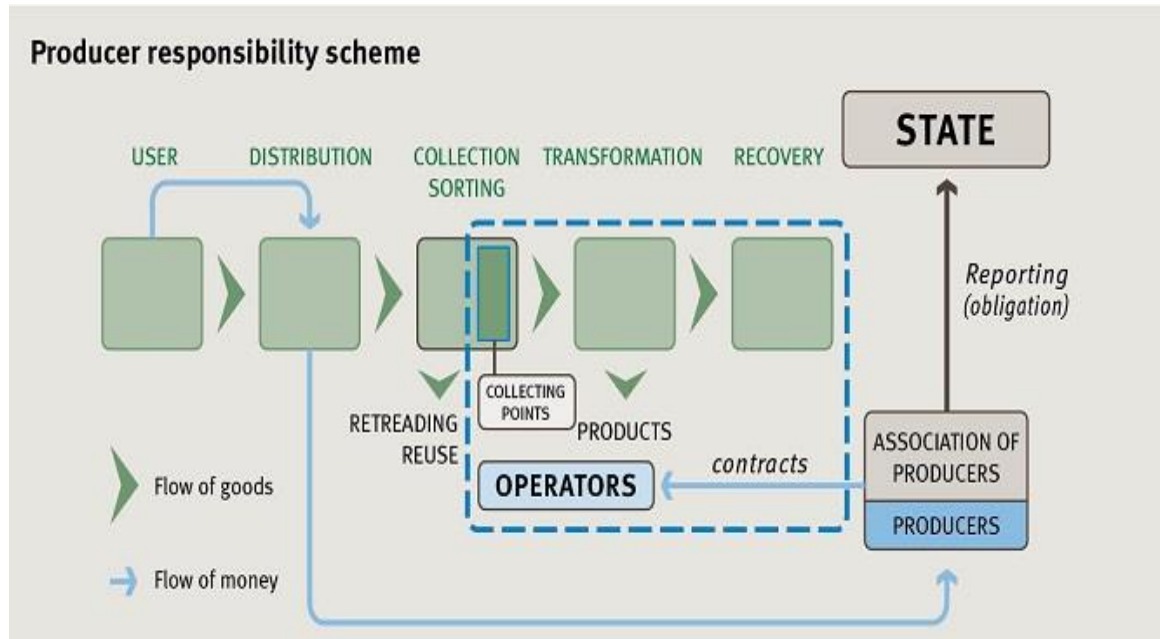 Producer responsibility scheme
STATE
USER
DISTRIBUTION
COLLECTION
SORTING
TRANSFORMATION
RECOVERY
Reporting
(obligation)
COLLECTING
POINTS
RETREADING
REUSE
PRODUCTS
ASSOCIATION OF
PRODUCERS
contracts
OPERATORS
PRODUCERS
Flow of goods
Flow of money